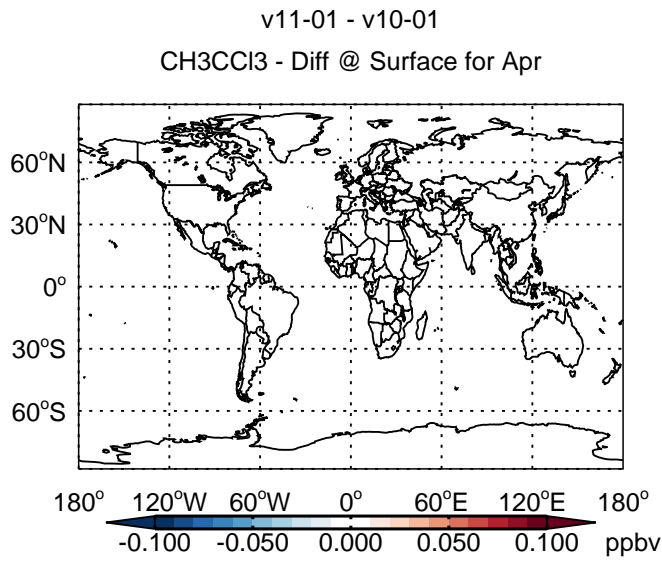 v11-01 - v10-01
CH3CCl3 - Diff @ Surface for Apr
60°N
30°N
0°
30°S
60°S
180° 120°W 60°W 0° 60°E 120°E 180°
-0.100 -0.050 0.000 0.050 0.100 ppbv